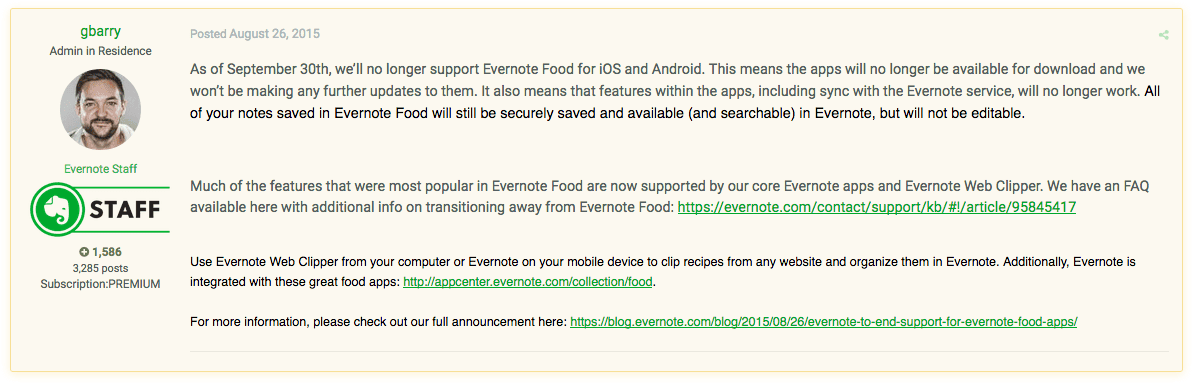 gbarry
Admin in Residence
Evernote Staff
STAFF
1,586
3,285 posts
Subscription:PREMIUM
Posted August 26, 2015
As of September 30th, we’ll no longer support Evernote Food for iOS and Android. This means the apps will no longer be available for download and we
won’t be making any further updates to them. It also means that features within the apps, including sync with the Evernote service, will no longer work. All
of your notes saved in Evernote Food will still be securely saved and available (and searchable) in Evernote, but will not be editable.
Much of the features that were most popular in Evernote Food are now supported by our core Evernote apps and Evernote Web Clipper. We have an FAQ
available here with additional info on transitioning away from Evernote Food: https://evernote.com/contact/support/kb/#!/article/95845417
Use Evernote Web Clipper from your computer or Evernote on your mobile device to clip recipes from any website and organize them in Evernote. Additionally, Evernote is
integrated with these great food apps: http://appcenter.evernote.com/collection/food.
For more information, please check out our full announcement here: https://blog.evernote.com/blog/2015/08/26/evernote-to-end-support-for-evernote-food-apps/